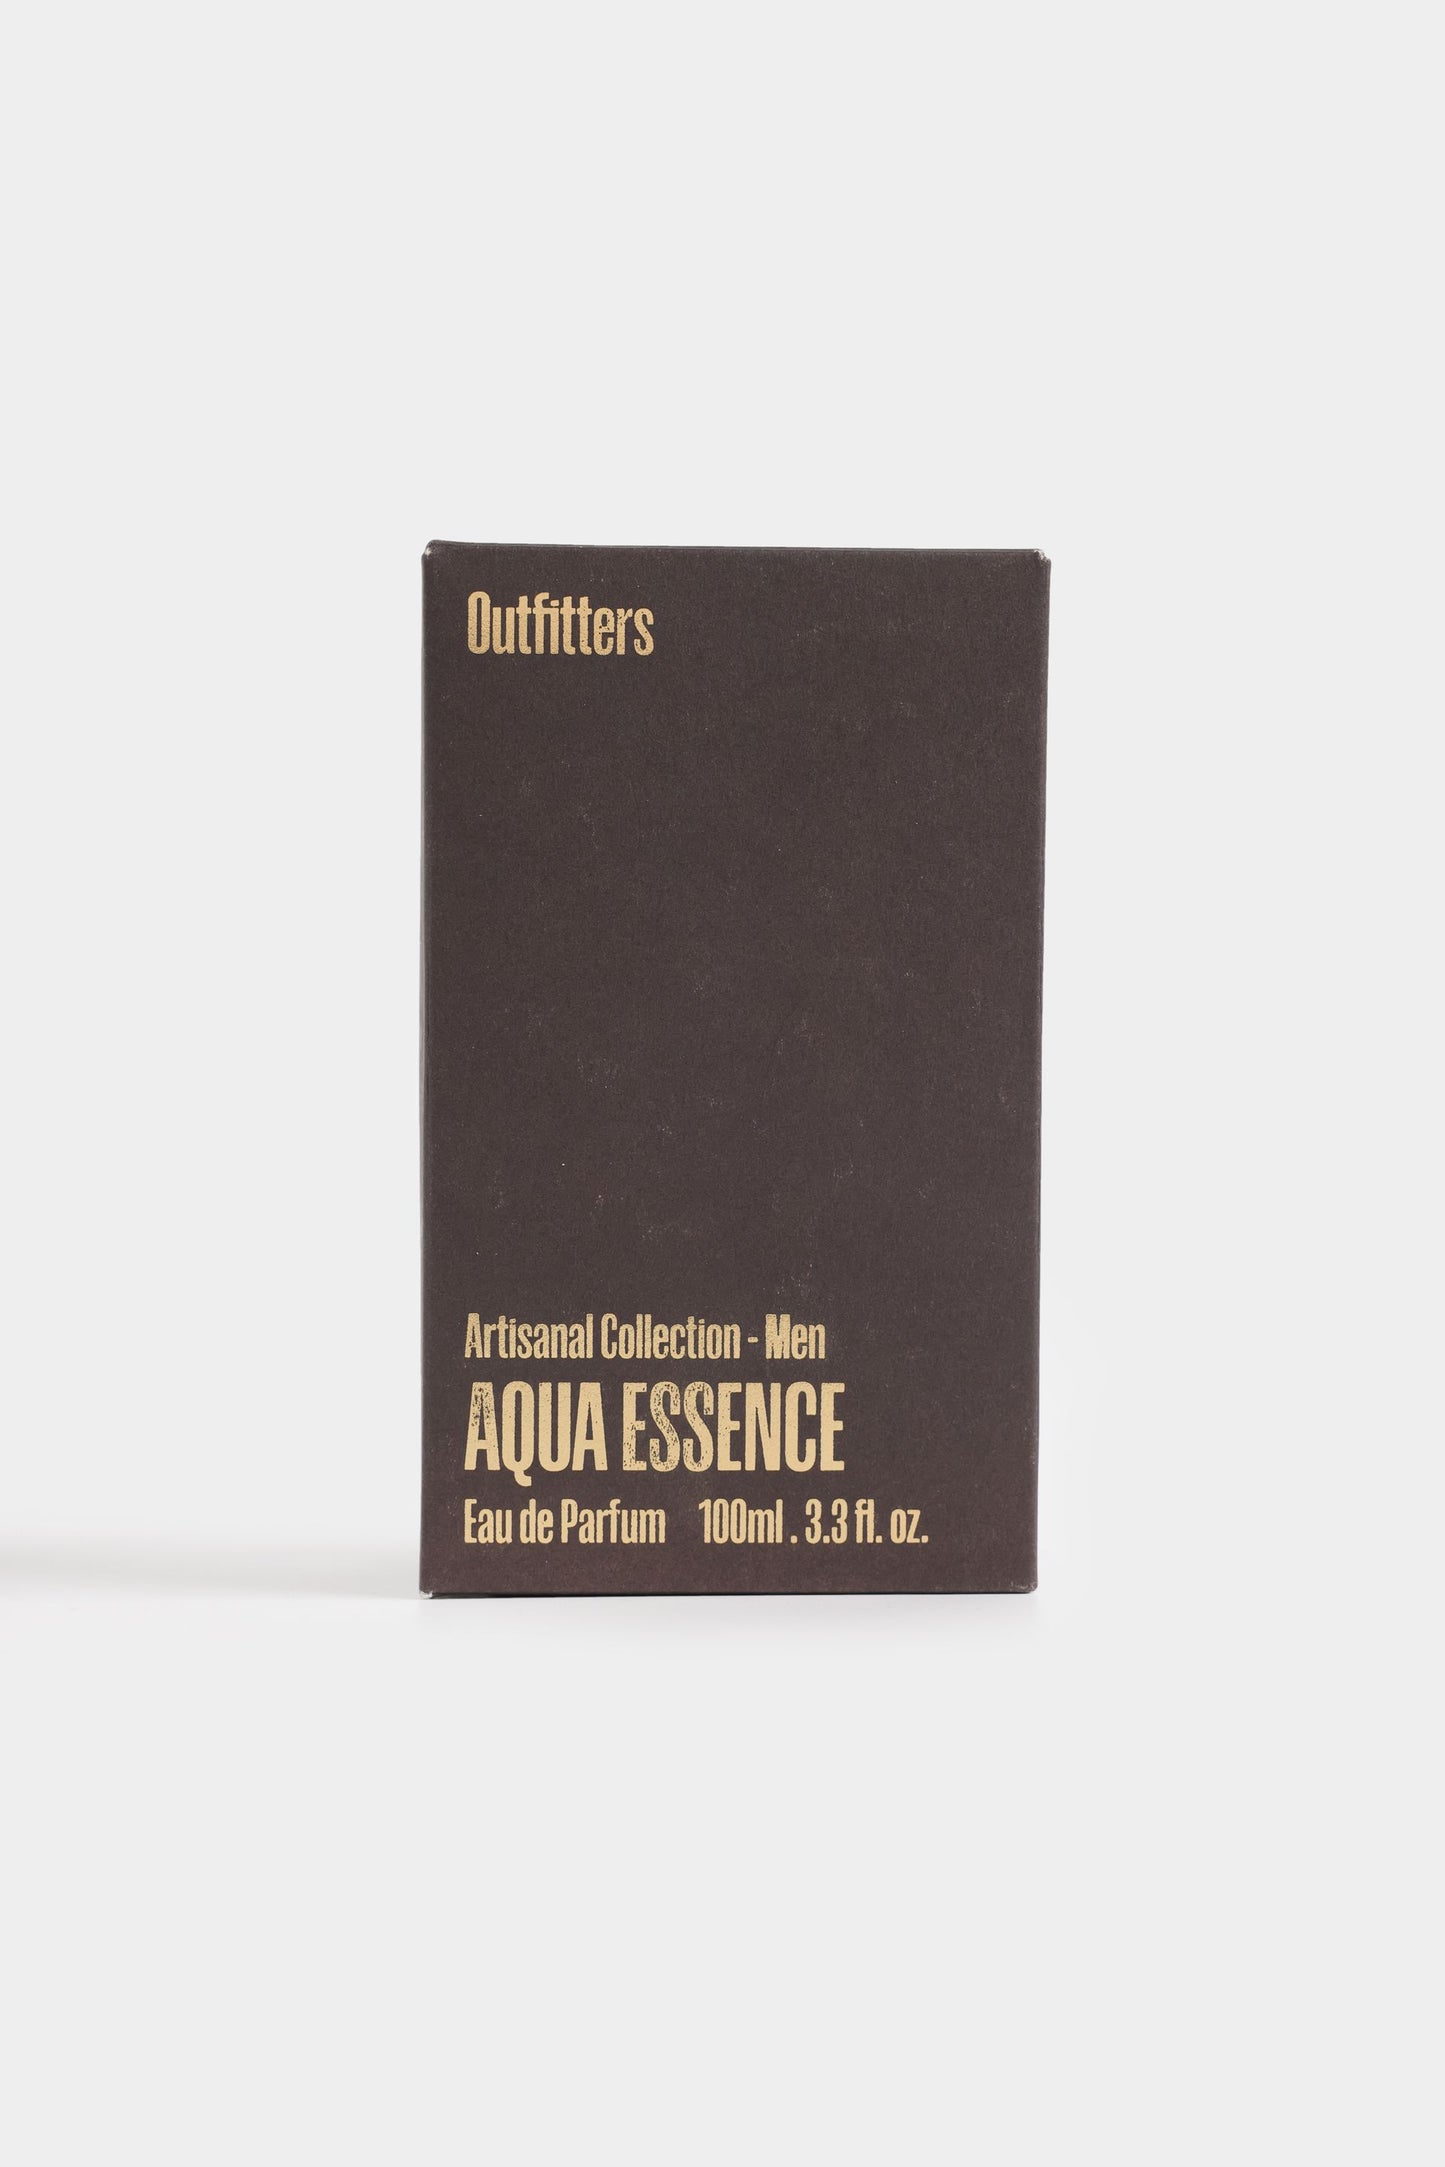 Outfitters
Artisanal Collection - Men
AQUA ESSENCE
Eau de Parfum 100ml . 3.3 fl. oz.